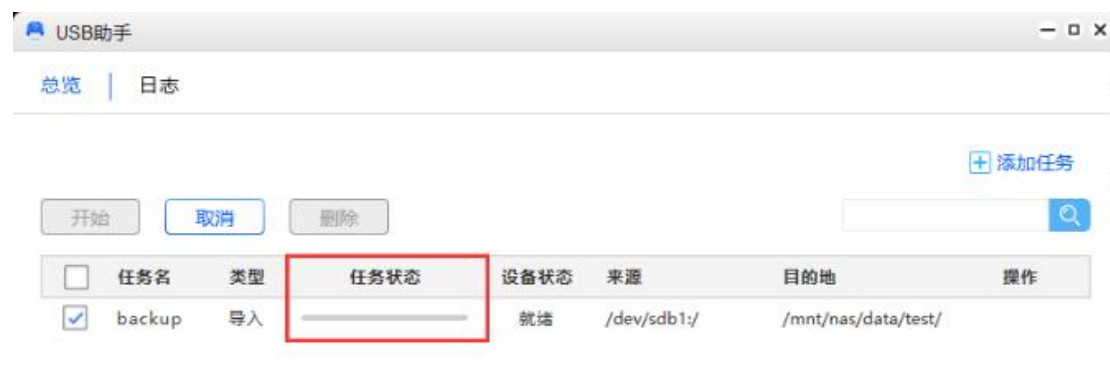 USB助手
总览 日志
添加任务
开始 取消 删除
任务名 类型 任务状态 设备状态 来源 目的地 操作
backup 导入 就绪 /dev/sdb1:/ /mnt/nas/data/test/